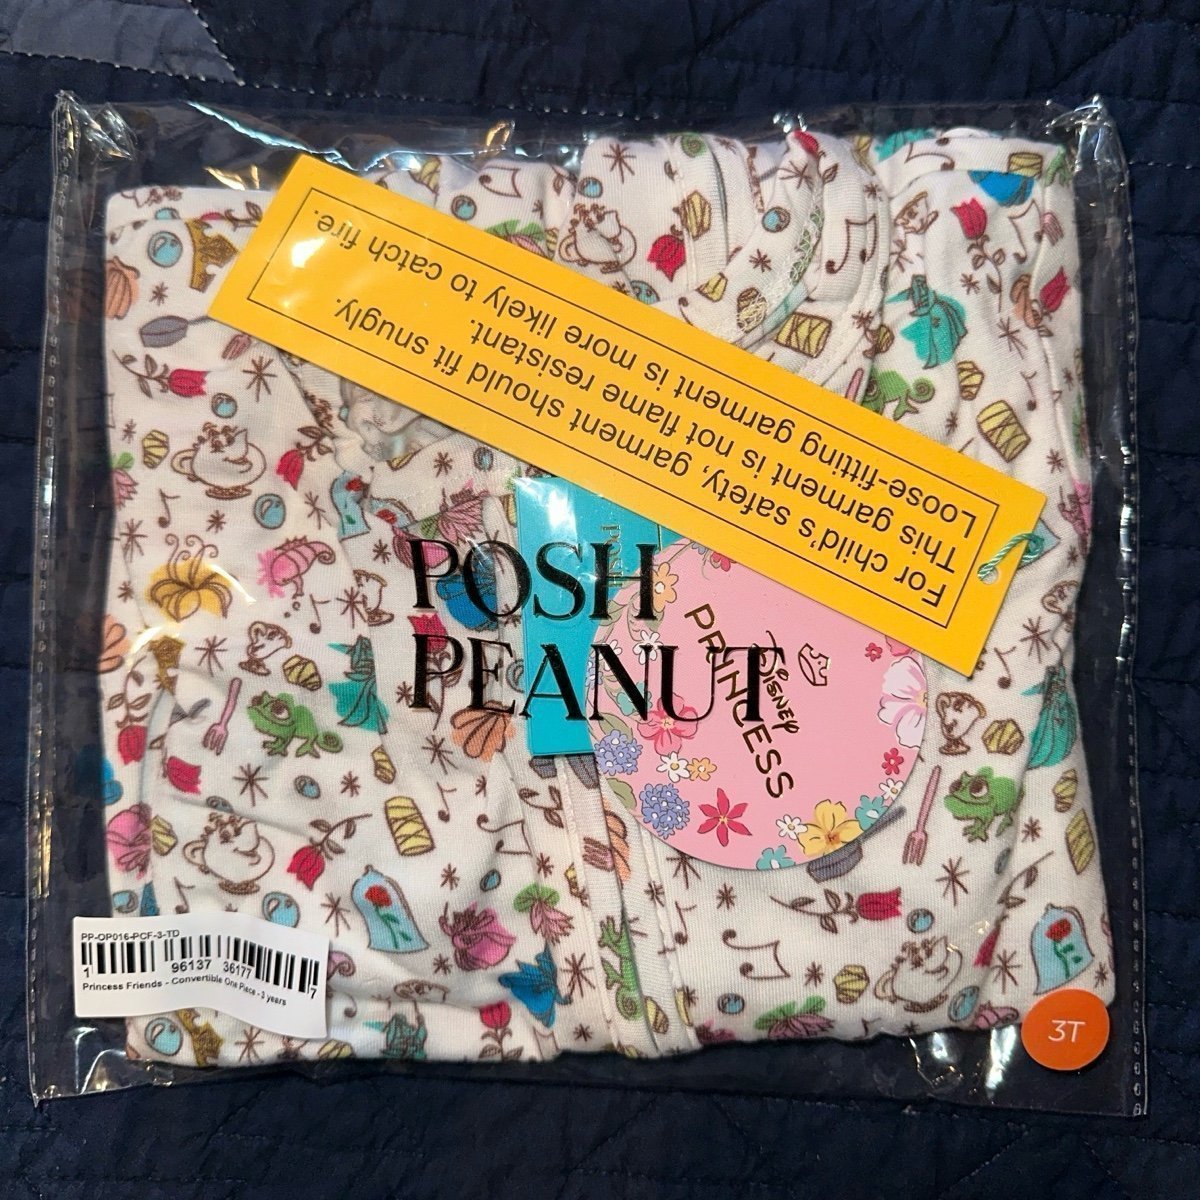 For child's safety, garment should fit snugly.
This garment is not flame resistant.
Loose-fitting garment is more likely to catch fire.
POSH
PEANUT
DISNEY
PRINCESS
PP-OP016-PCF-3-TD
1 96137 36177 7
Princess Friends - Convertible One Piece - 3 years
3T